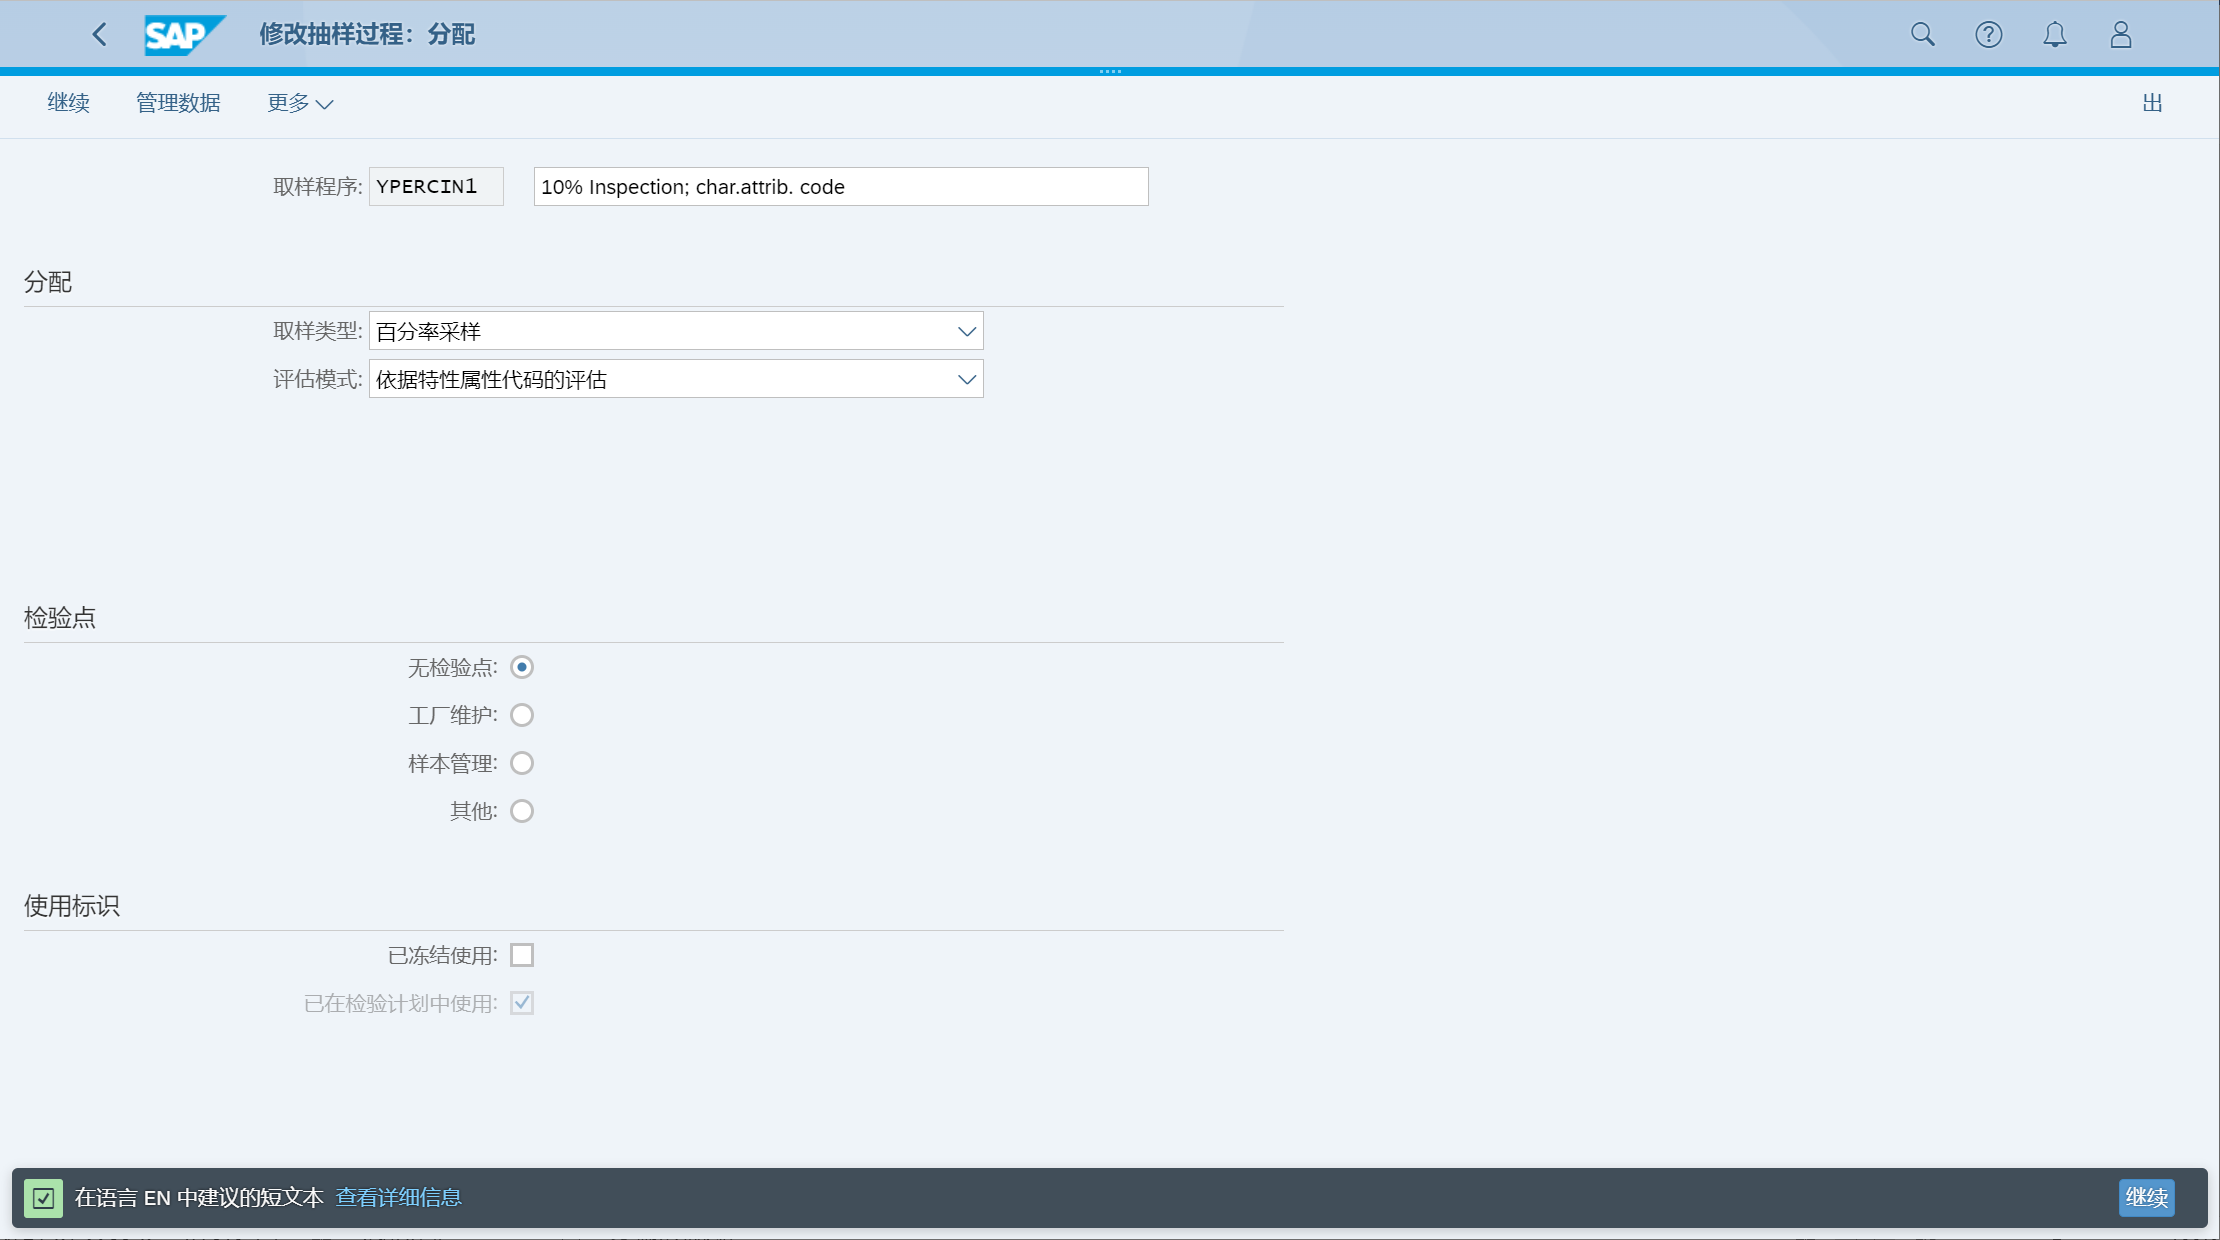 SAP 修改抽样过程：分配
继续 管理数据 更多 出
取样程序: YPERCIN1 10% Inspection; char.attrib. code
分配
取样类型: 百分率采样
评估模式: 依据特性属性代码的评估
检验点
无检验点:
工厂维护:
样本管理:
其他:
使用标识
已冻结使用:
已在检验计划中使用:
在语言 EN 中建议的短文本 查看详细信息 继续